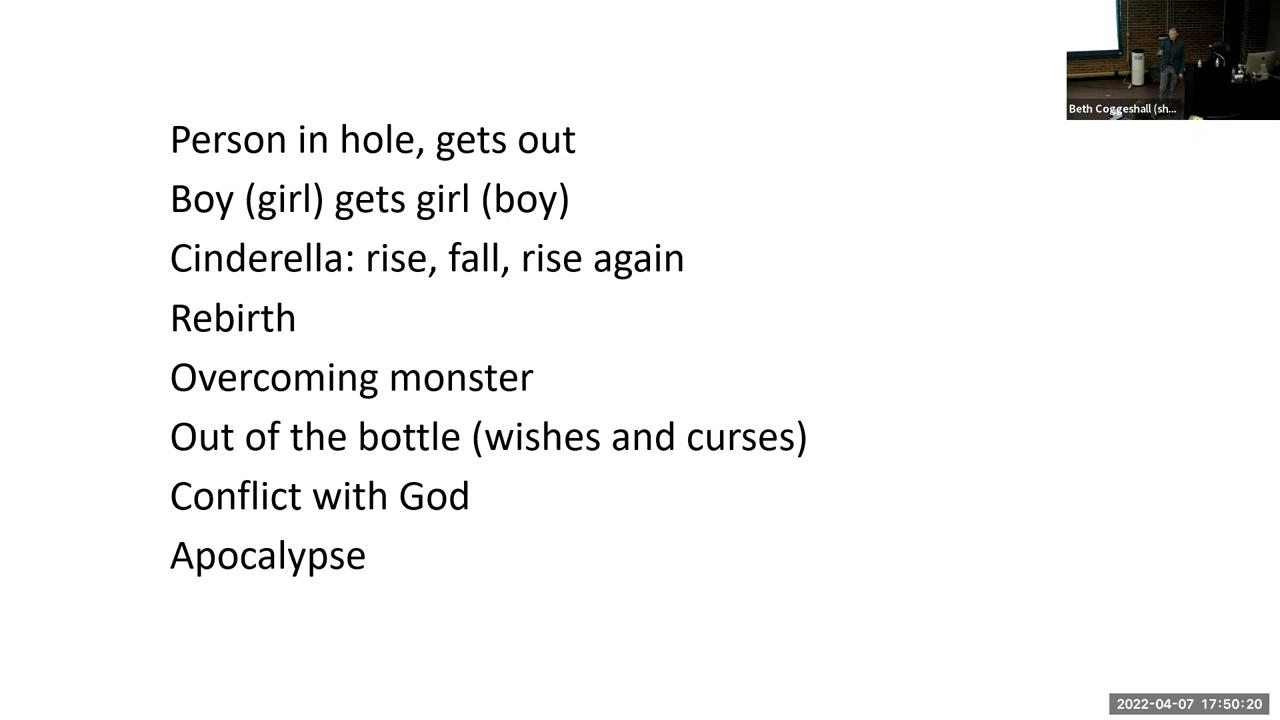 Person in hole, gets out
Boy (girl) gets girl (boy)
Cinderella: rise, fall, rise again
Rebirth
Overcoming monster
Out of the bottle (wishes and curses)
Conflict with God
Apocalypse
Beth Coggeshall (sh...
2022-04-07 17:50:20